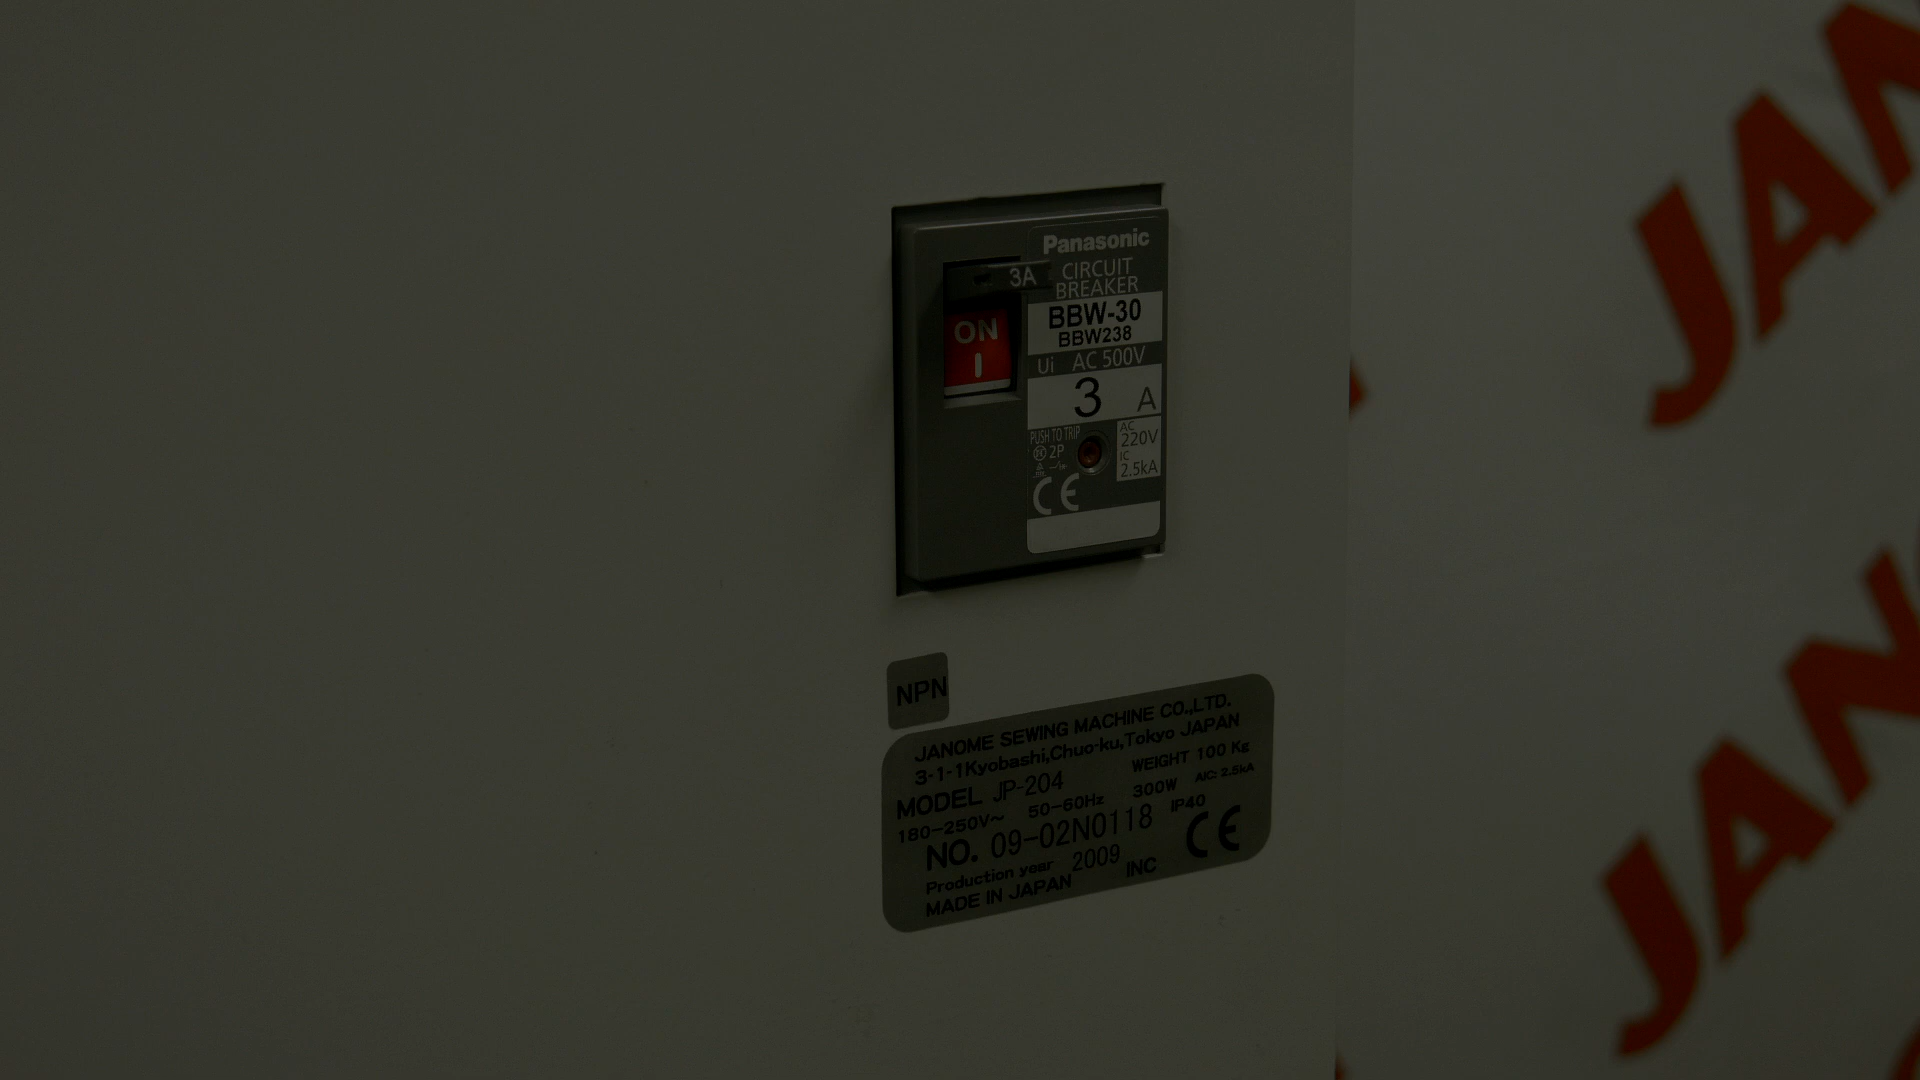 Panasonic
CIRCUIT
BREAKER
3A
ON
I
BBW-30
BBW238
Ui AC 500V
3 A
PUSH TO TRIP
2P
AC
220V
IC
2.5kA
CE
NPN
JANOME SEWING MACHINE CO.,LTD.
3-1-1Kyobashi,Chuo-ku,Tokyo JAPAN
MODEL JP-204 WEIGHT 100 Kg
180-250V~ 50-60Hz 300W AIC: 2.5kA
NO. 09-02N0118 IP40
Production year 2009 CE
MADE IN JAPAN INC
JAN
JANO